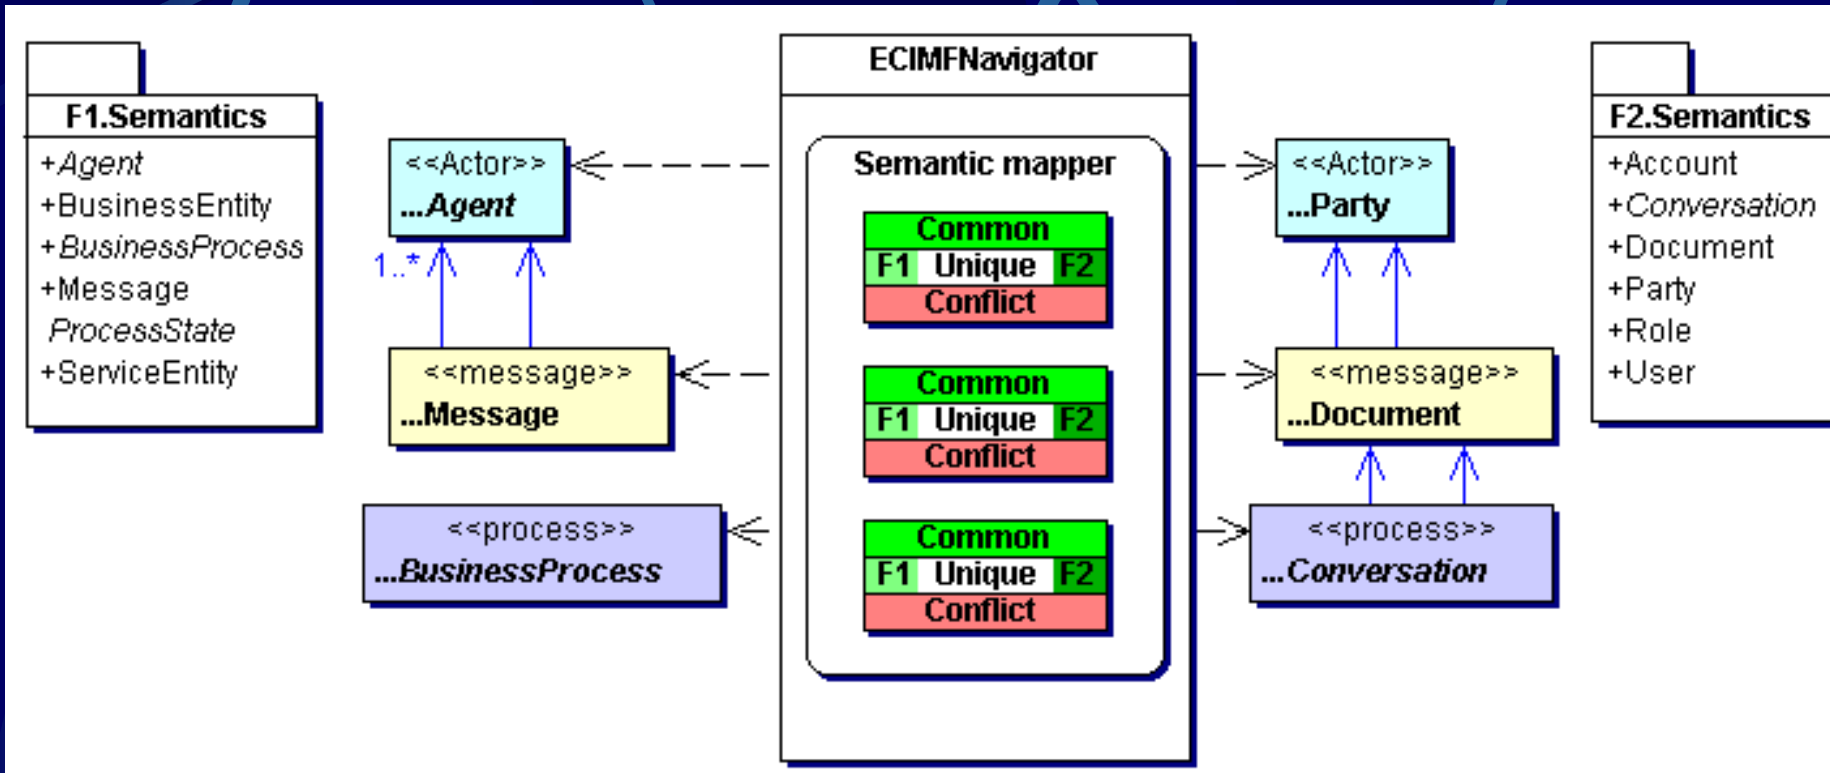 F1.Semantics
+Agent
+BusinessEntity
+BusinessProcess
+Message
ProcessState
+ServiceEntity
<<Actor>>
...Agent
1..*
<<message>>
...Message
<<process>>
...BusinessProcess
ECIMFNavigator
Semantic mapper
Common
F1 Unique F2
Conflict
Common
F1 Unique F2
Conflict
Common
F1 Unique F2
Conflict
<<Actor>>
...Party
<<message>>
...Document
<<process>>
...Conversation
F2.Semantics
+Account
+Conversation
+Document
+Party
+Role
+User